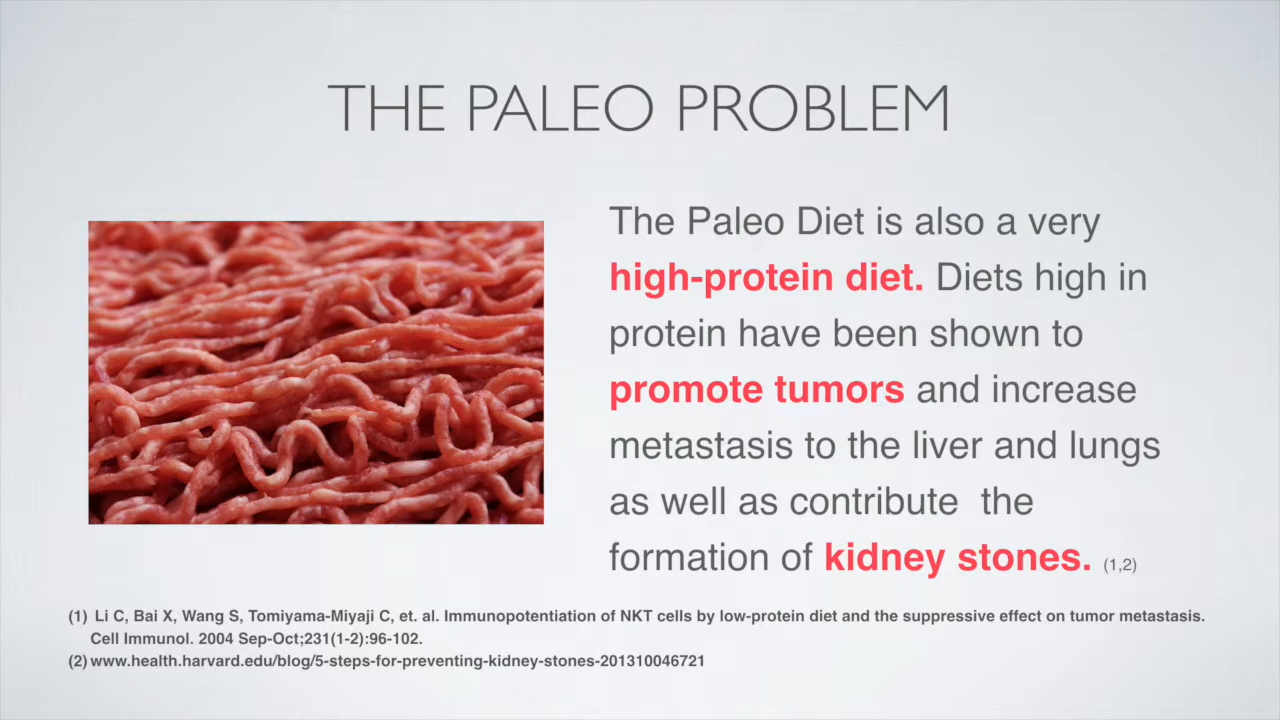 THE PALEO PROBLEM
The Paleo Diet is also a very
high-protein diet. Diets high in
protein have been shown to
promote tumors and increase
metastasis to the liver and lungs
as well as contribute  the
formation of kidney stones. (1,2)
(1) Li C, Bai X, Wang S, Tomiyama-Miyaji C, et. al. Immunopotentiation of NKT cells by low-protein diet and the suppressive effect on tumor metastasis.
Cell Immunol. 2004 Sep-Oct;231(1-2):96-102.
(2) www.health.harvard.edu/blog/5-steps-for-preventing-kidney-stones-201310046721